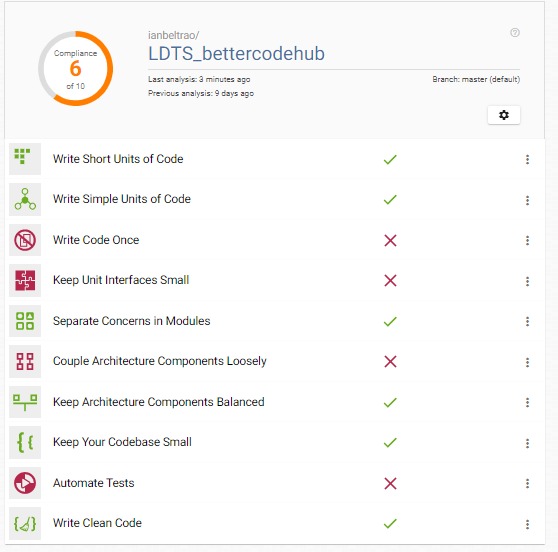 Compliance
6
of 10
ianbeltrao/
LDTS_bettercodehub
Last analysis: 3 minutes ago
Branch: master (default)
Previous analysis: 9 days ago
Write Short Units of Code
Write Simple Units of Code
Write Code Once
Keep Unit Interfaces Small
Separate Concerns in Modules
Couple Architecture Components Loosely
Keep Architecture Components Balanced
Keep Your Codebase Small
Automate Tests
Write Clean Code